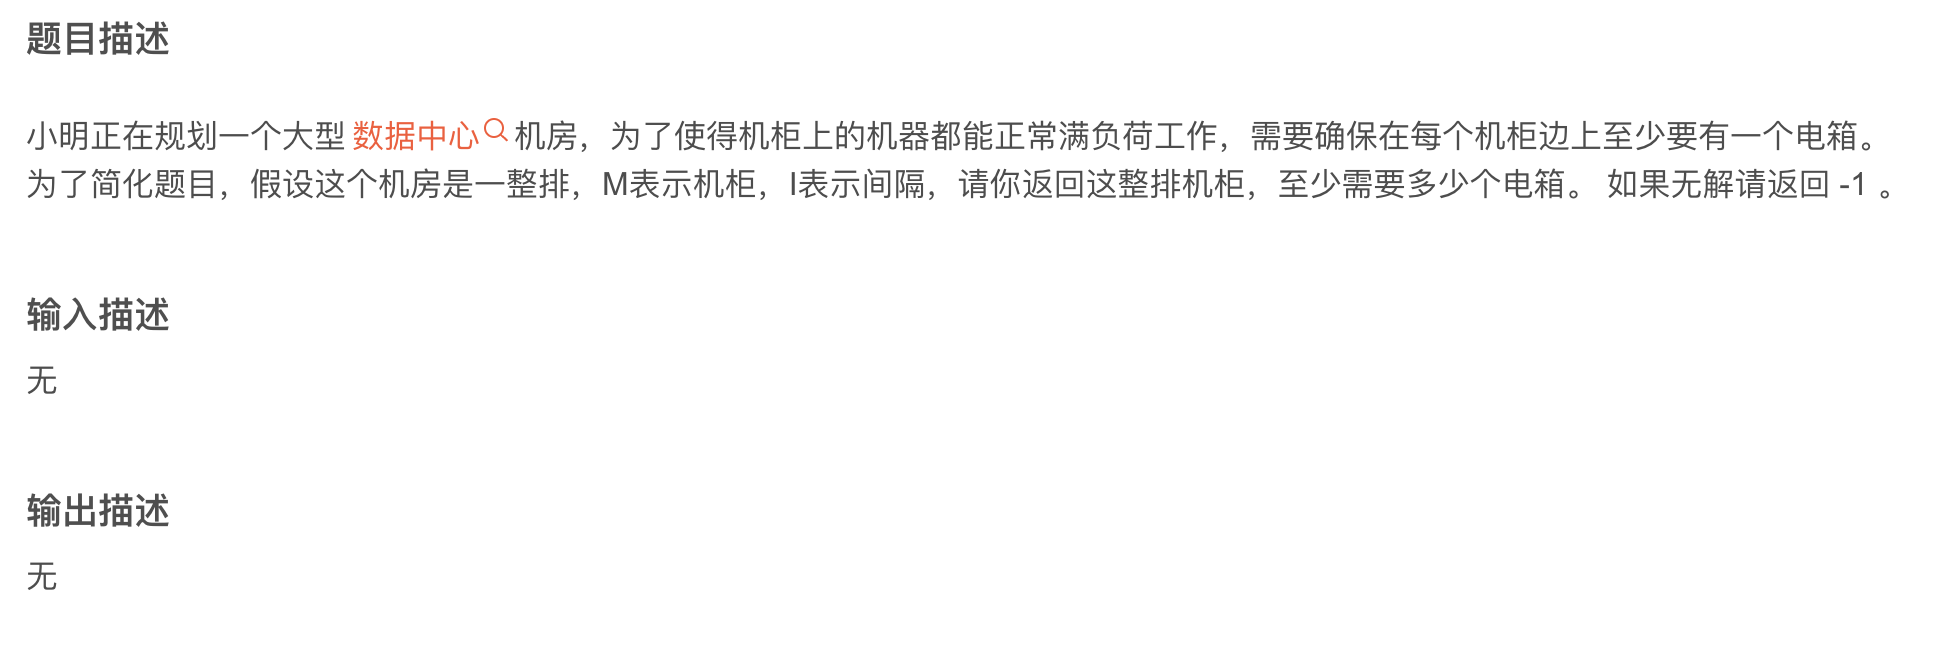 题目描述
小明正在规划一个大型数据中心机房，为了使得机柜上的机器都能正常满负荷工作，需要确保在每个机柜边上至少要有一个电箱。
为了简化题目，假设这个机房是一整排，M表示机柜，I表示间隔，请你返回这整排机柜，至少需要多少个电箱。 如果无解请返回 -1 。
输入描述
无
输出描述
无